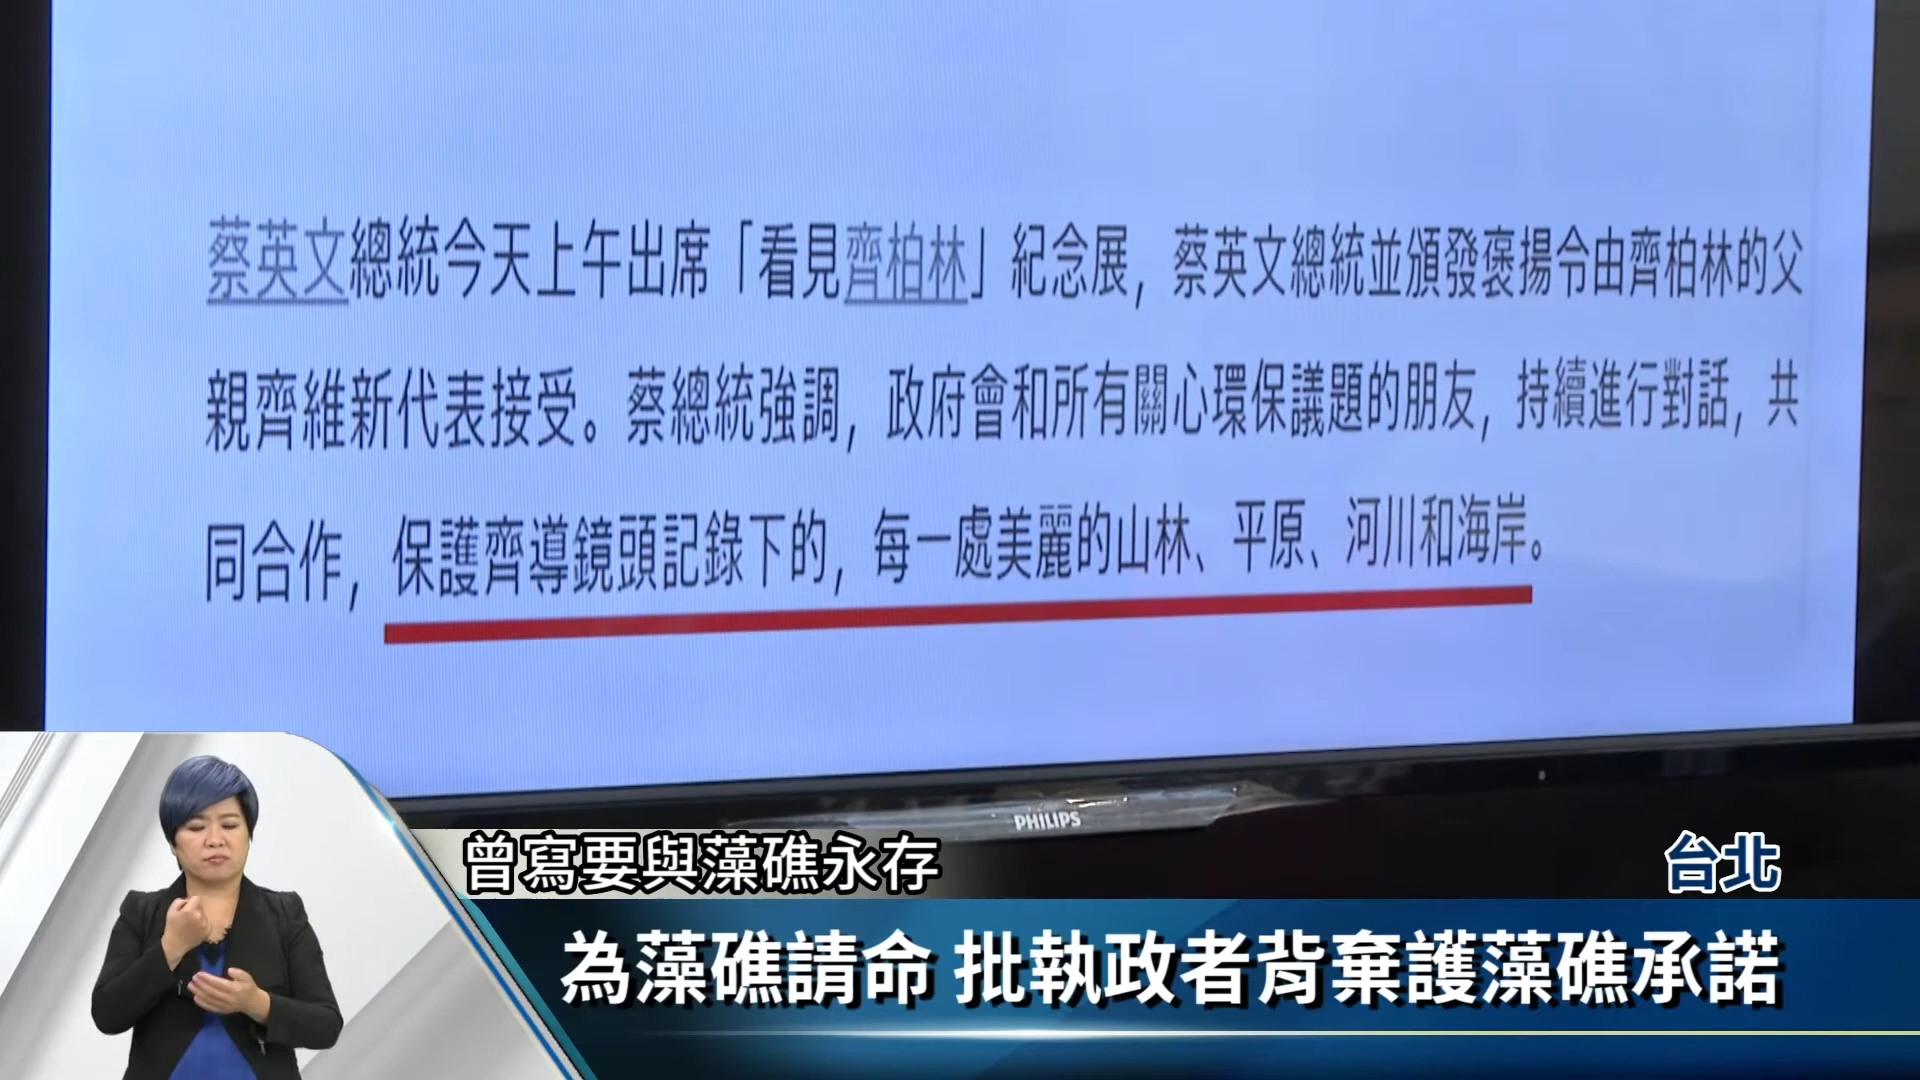 蔡英文總統今天上午出席「看見齊柏林」紀念展，蔡英文總統並頒發褒揚令由齊柏林的父
親齊維新代表接受。蔡總統強調，政府會和所有關心環保議題的朋友，持續進行對話，共
同合作，保護齊導鏡頭記錄下的，每一處美麗的山林、平原、河川和海岸。
PHILIPS
曾寫要與藻礁永存
台北
為藻礁請命 批執政者背棄護藻礁承諾